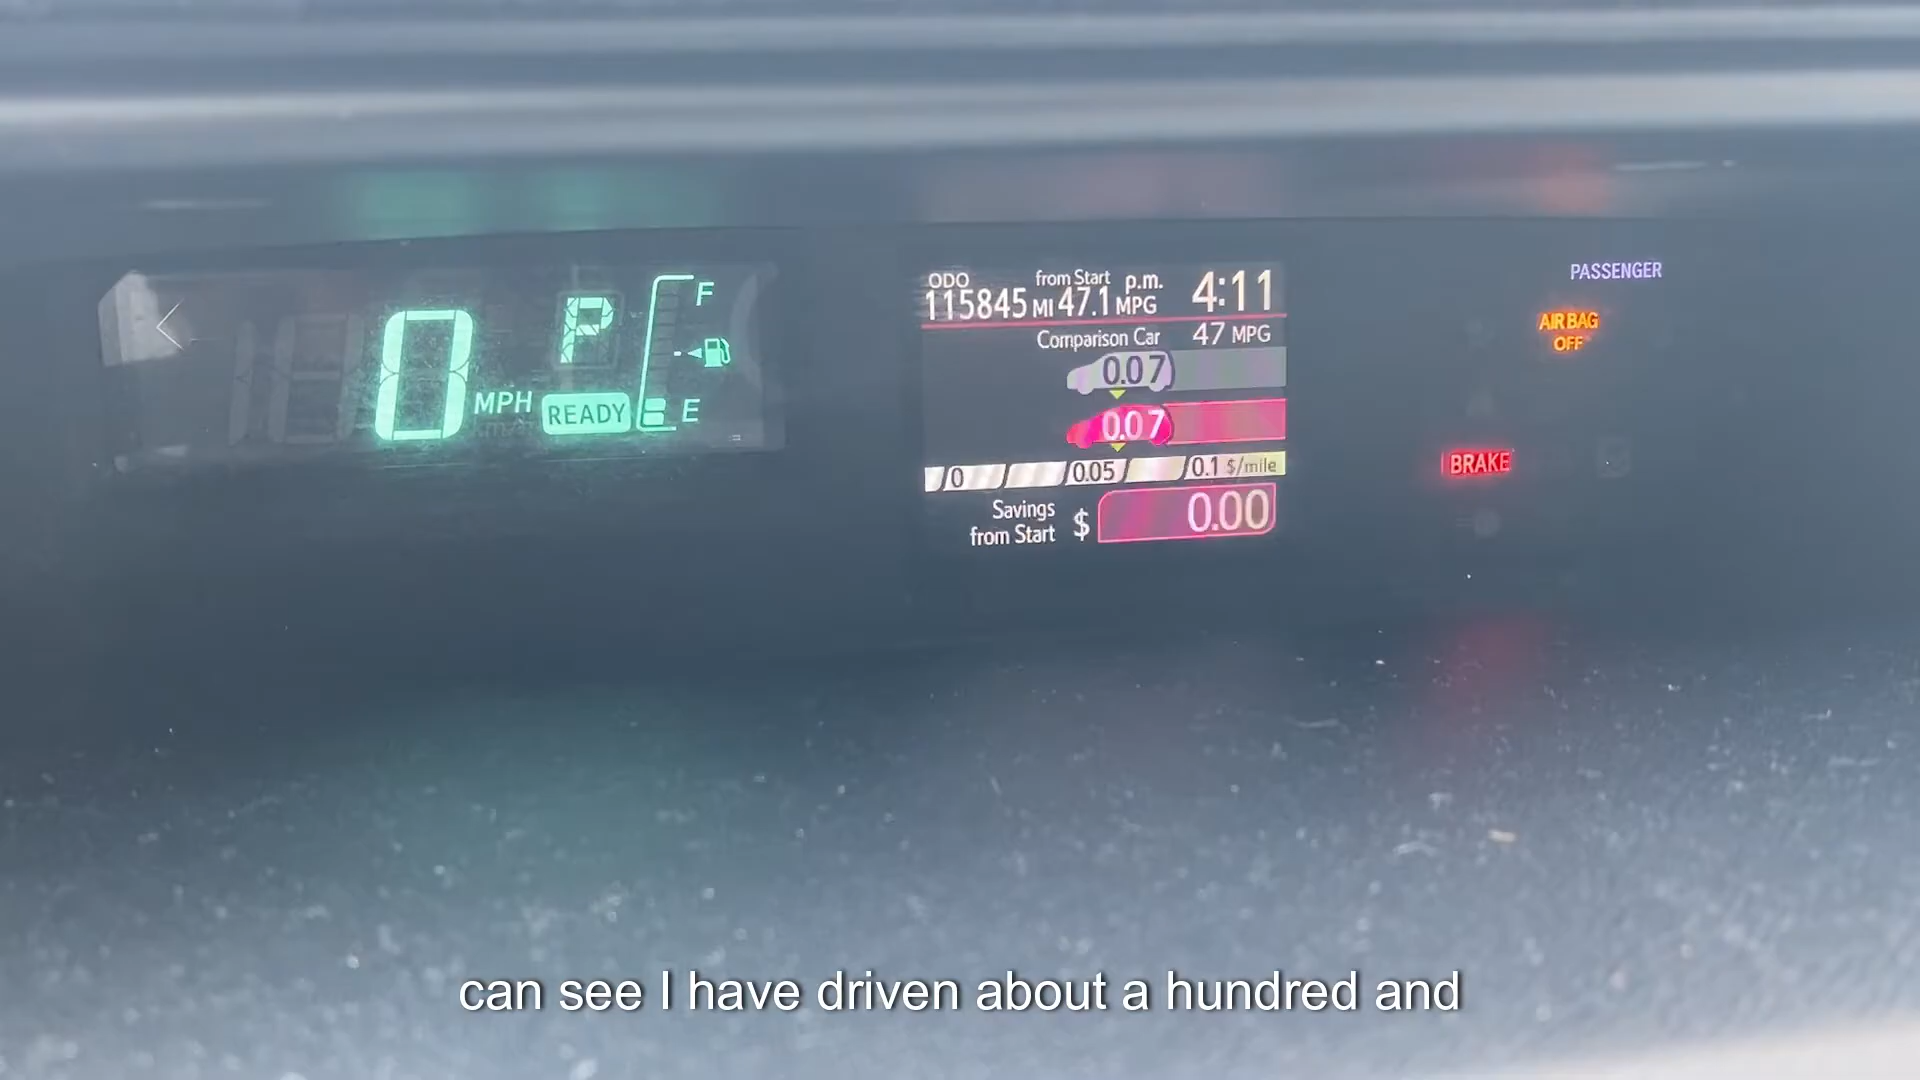 0 MPH
P
READY
F
E
ODO from Start p.m. 4:11
115845 MI 47.1 MPG
Comparison Car 47 MPG
0.07
0.07
0 0.05 0.1 $/mile
Savings
from Start $ 0.00
PASSENGER
AIR BAG
OFF
BRAKE
can see I have driven about a hundred and